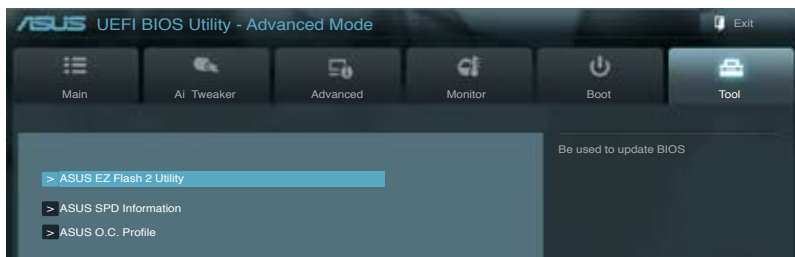 ASUS UEFI BIOS Utility - Advanced Mode Exit
Main Ai Tweaker Advanced Monitor Boot Tool
Be used to update BIOS
> ASUS EZ Flash 2 Utility
> ASUS SPD Information
> ASUS O.C. Profile